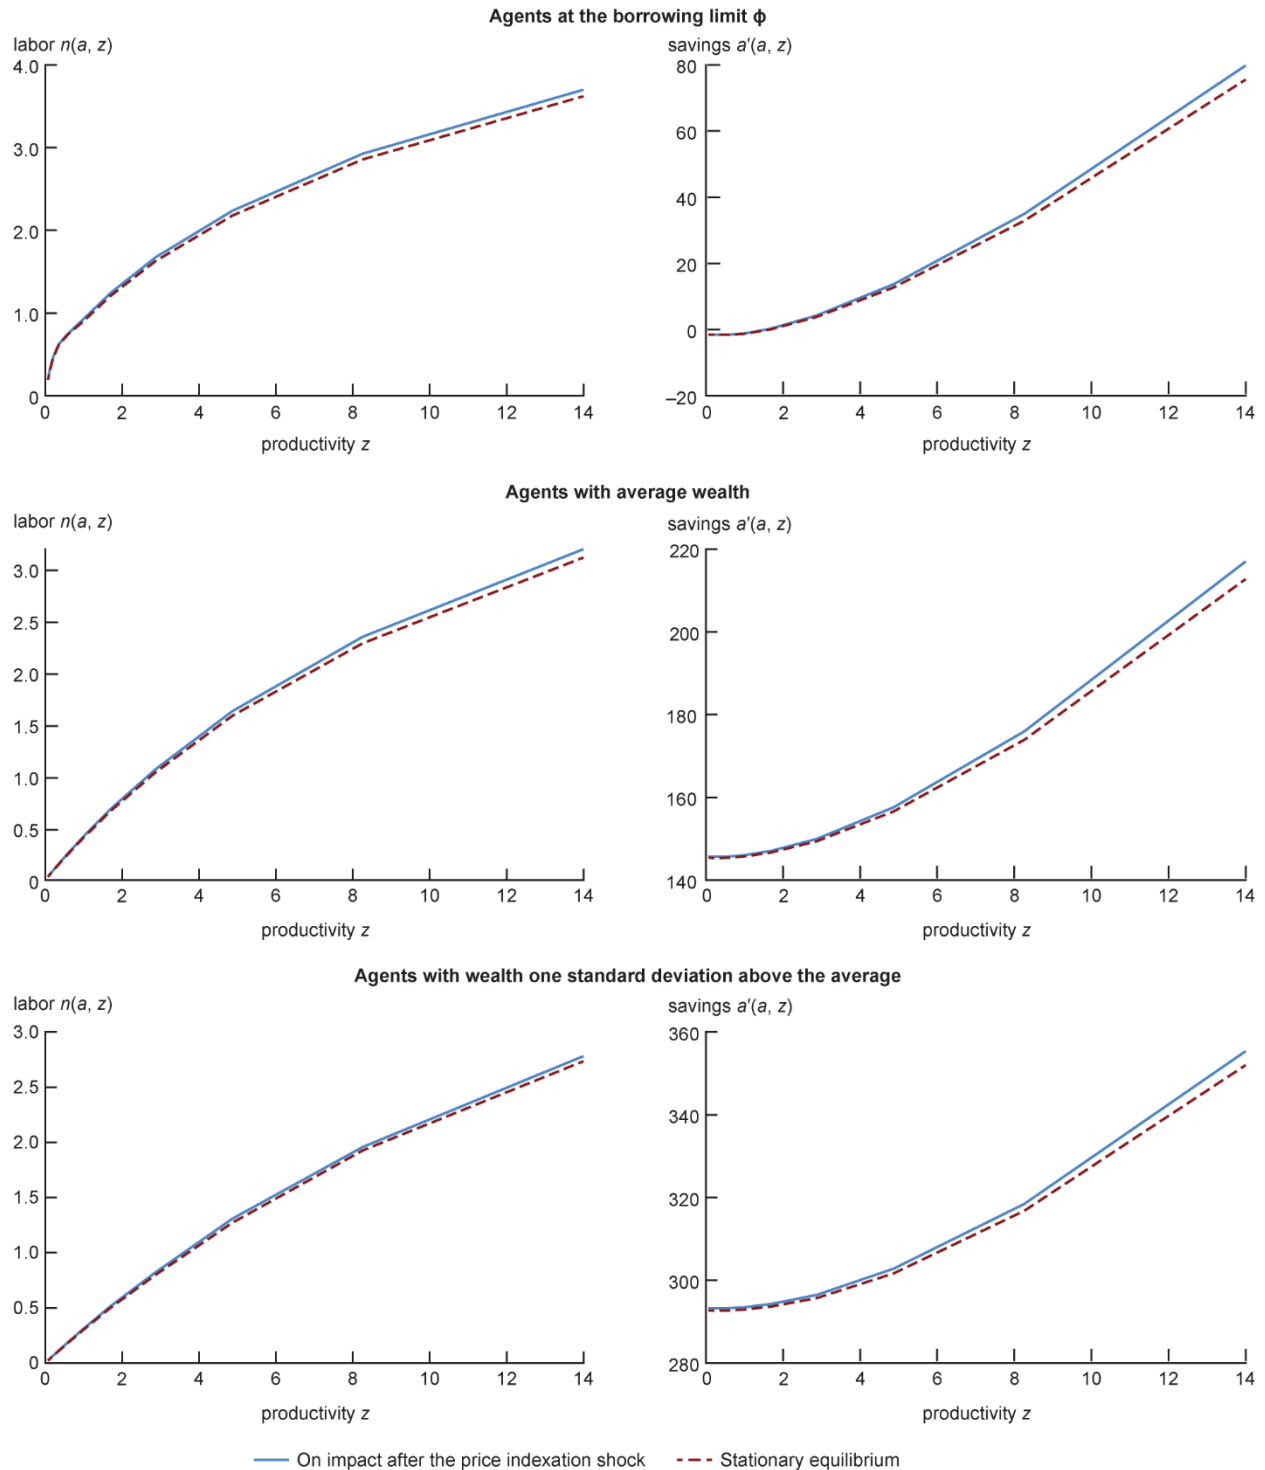 Agents at the borrowing limit ϕ
labor n(a, z)
savings a′(a, z)
4.0
3.0
2.0
1.0
0
0 2 4 6 8 10 12 14
productivity z
80
60
40
20
0
–20
0 2 4 6 8 10 12 14
productivity z
Agents with average wealth
labor n(a, z)
savings a′(a, z)
3.0
2.5
2.0
1.5
1.0
0.5
0
0 2 4 6 8 10 12 14
productivity z
220
200
180
160
140
0 2 4 6 8 10 12 14
productivity z
Agents with wealth one standard deviation above the average
labor n(a, z)
savings a′(a, z)
3.0
2.5
2.0
1.5
1.0
0.5
0
0 2 4 6 8 10 12 14
productivity z
360
340
320
300
280
0 2 4 6 8 10 12 14
productivity z
On impact after the price indexation shock
Stationary equilibrium